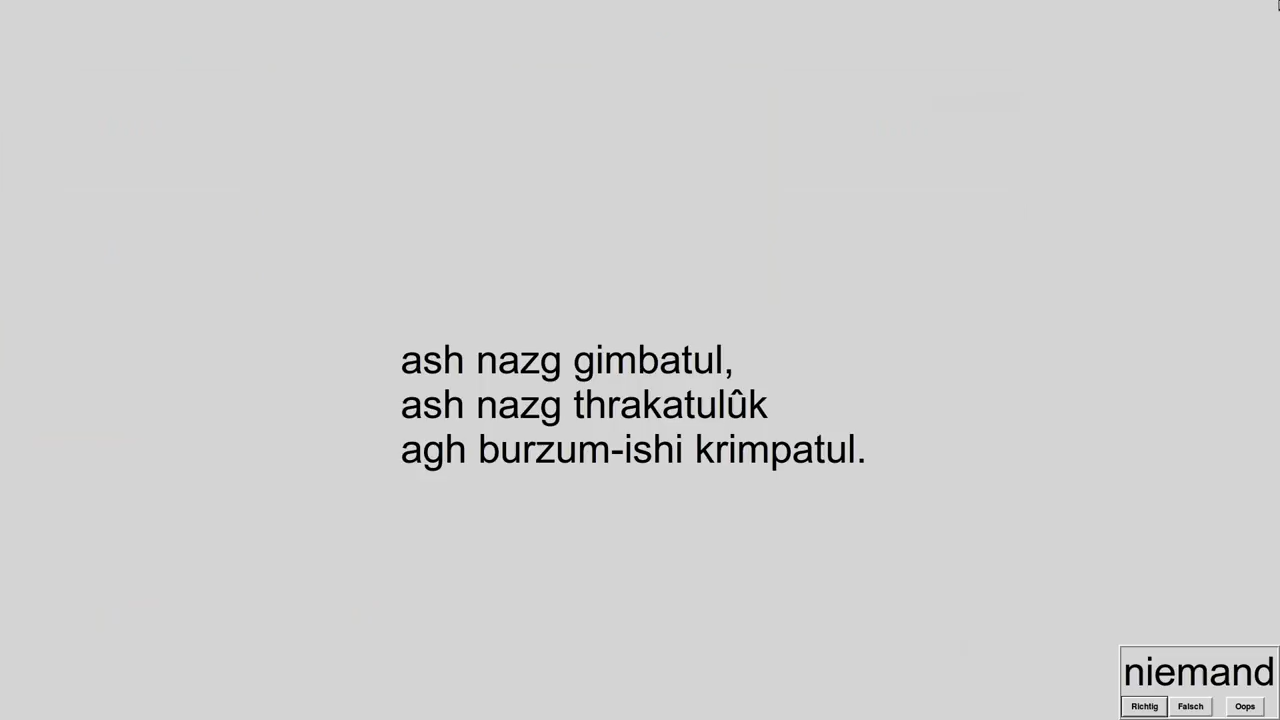 ash nazg gimbatul,
ash nazg thrakatulûk
agh burzum-ishi krimpatul.
niemand
Richtig Falsch Oops